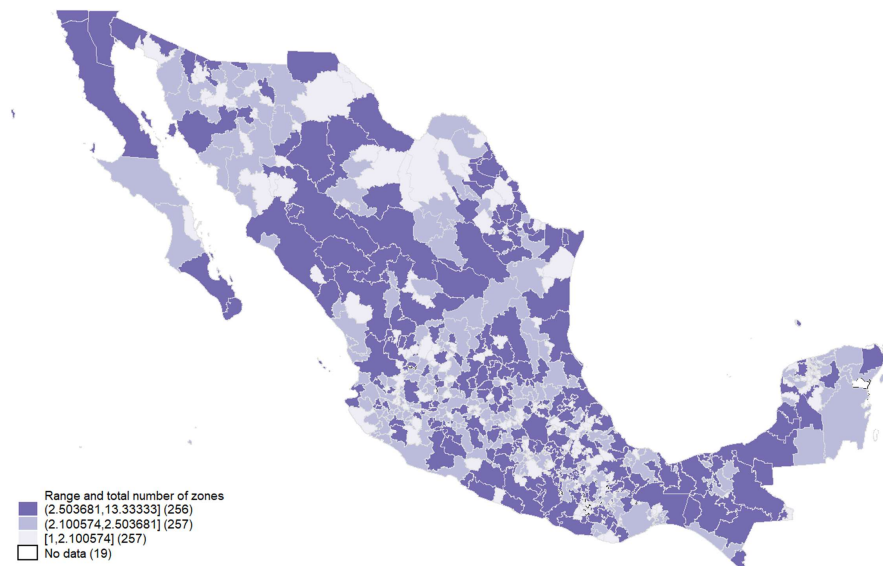 Range and total number of zones
(2.503681,13.33333] (256)
(2.100574,2.503681] (257)
[1,2.100574] (257)
No data (19)